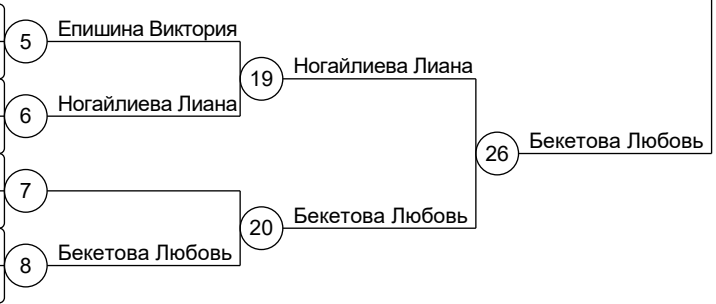 5 Епишина Виктория
19 Ногайлиева Лиана
6 Ногайлиева Лиана
26 Бекетова Любовь
7
20 Бекетова Любовь
8 Бекетова Любовь